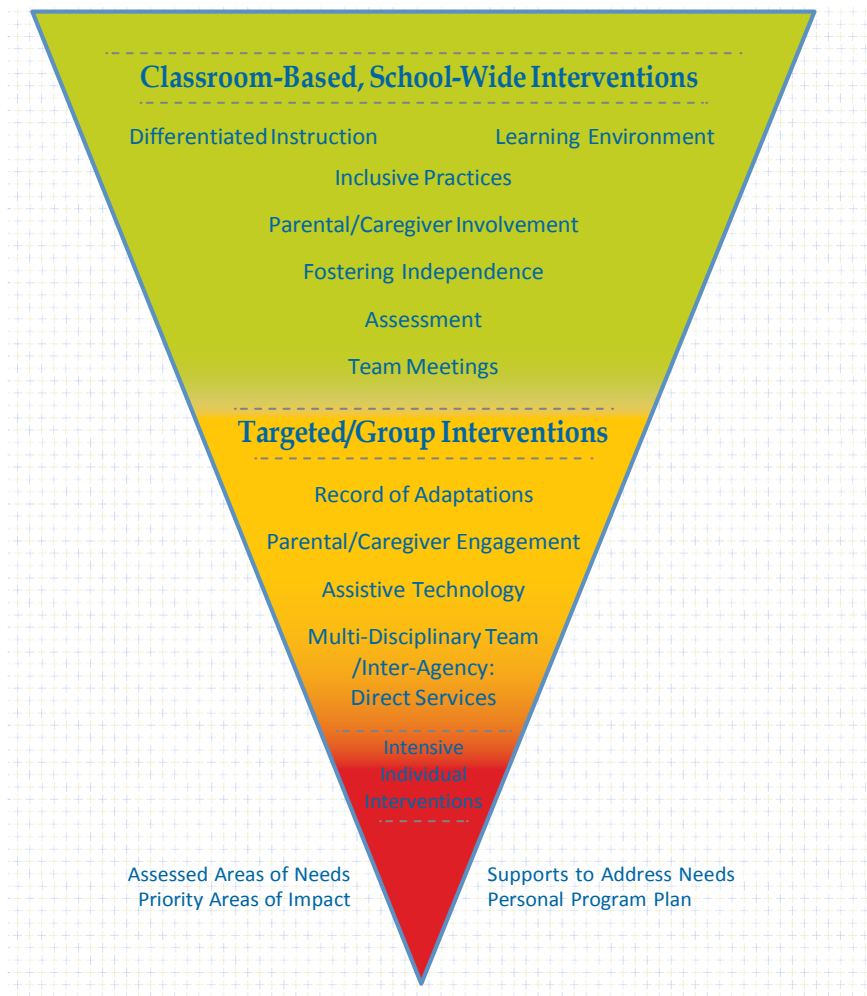 Classroom-Based, School-Wide Interventions
Differentiated Instruction Learning Environment
Inclusive Practices
Parental/Caregiver Involvement
Fostering Independence
Assessment
Team Meetings
Targeted/Group Interventions
Record of Adaptations
Parental/Caregiver Engagement
Assistive Technology
Multi-Disciplinary Team
/Inter-Agency:
Direct Services
Intensive
Individual
Interventions
Assessed Areas of Needs
Priority Areas of Impact
Supports to Address Needs
Personal Program Plan